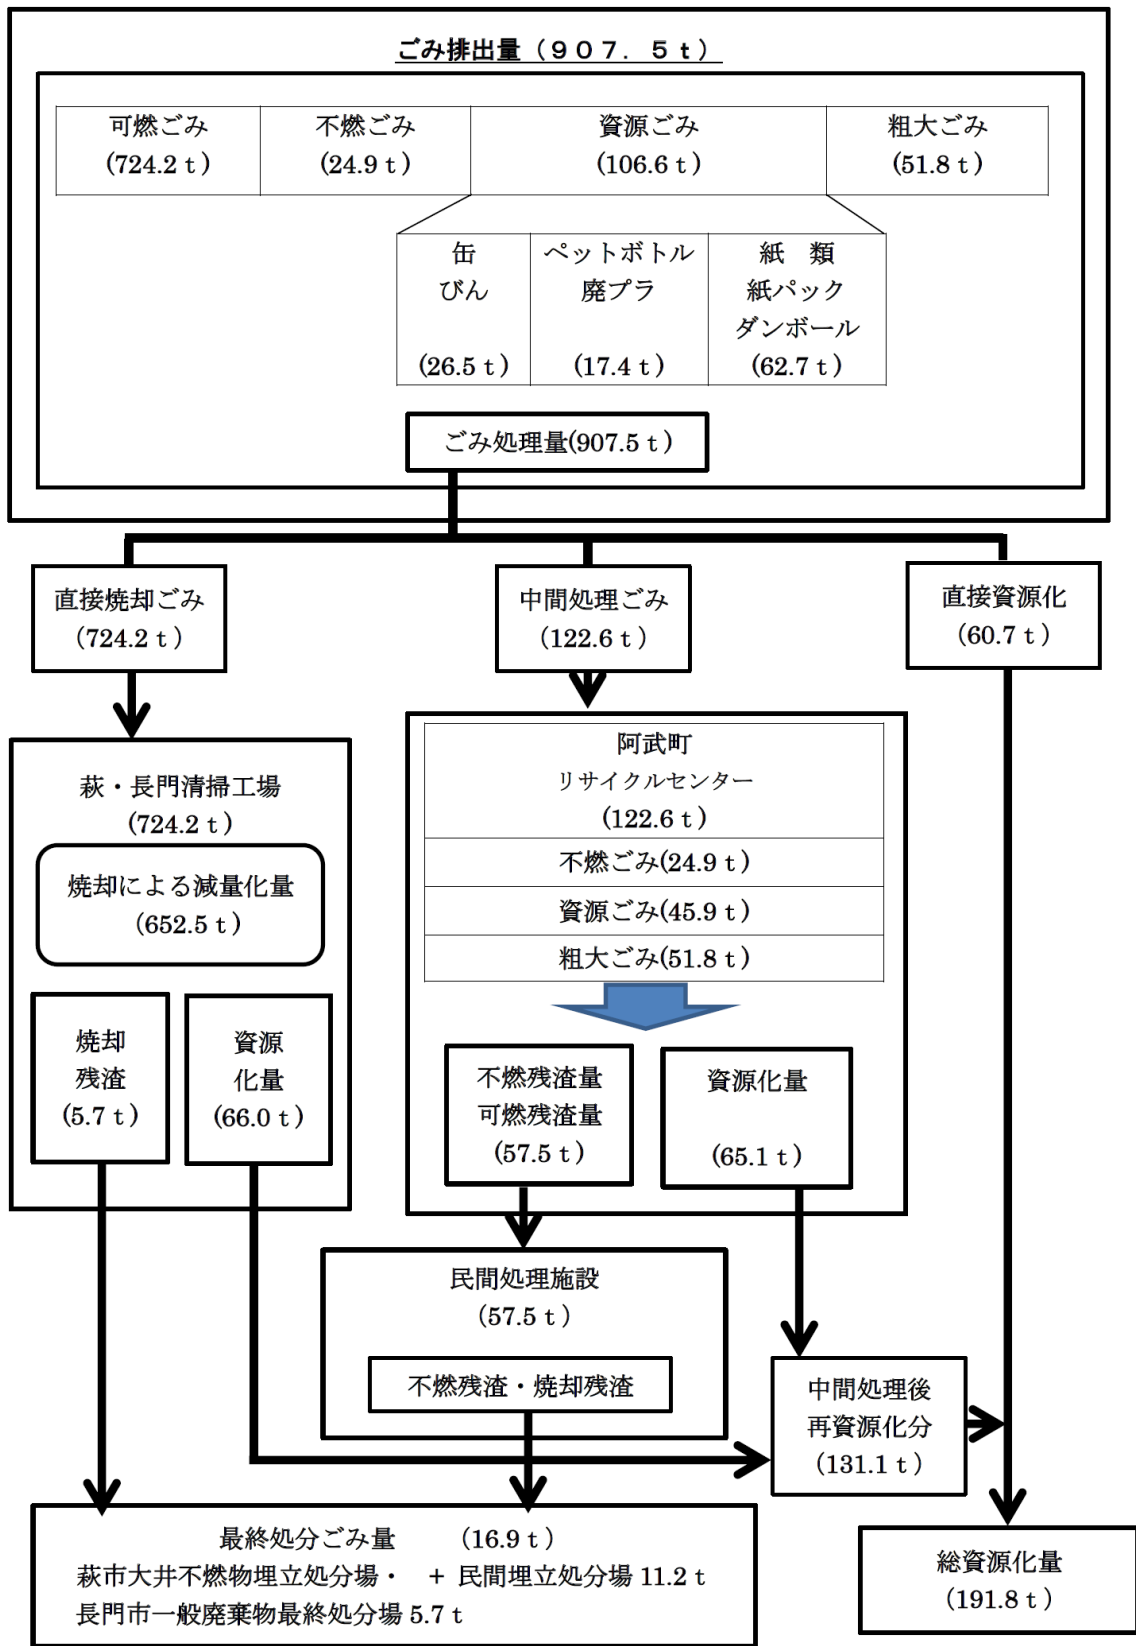 ごみ排出量（９０７．５ｔ）
可燃ごみ
(724.2ｔ)
不燃ごみ
(24.9ｔ)
資源ごみ
(106.6ｔ)
粗大ごみ
(51.8ｔ)
缶
びん
(26.5ｔ)
ペットボトル
廃プラ
(17.4ｔ)
紙　類
紙パック
ダンボール
(62.7ｔ)
ごみ処理量(907.5ｔ)
直接焼却ごみ
（724.2ｔ）
中間処理ごみ
（122.6ｔ）
直接資源化
（60.7ｔ）
萩・長門清掃工場
(724.2ｔ)
焼却による減量化量
（652.5ｔ）
焼却
残渣
(5.7ｔ)
資源
化量
(66.0ｔ)
阿武町
リサイクルセンター
(122.6ｔ)
不燃ごみ(24.9ｔ)
資源ごみ(45.9ｔ)
粗大ごみ(51.8ｔ)
不燃残渣量
可燃残渣量
(57.5ｔ)
資源化量
(65.1ｔ)
民間処理施設
(57.5ｔ)
不燃残渣・焼却残渣
中間処理後
再資源化分
（131.1ｔ）
最終処分ごみ量　　（16.9ｔ）
萩市大井不燃物埋立処分場・　＋ 民間埋立処分場 11.2ｔ
長門市一般廃棄物最終処分場 5.7ｔ
総資源化量
（191.8ｔ）